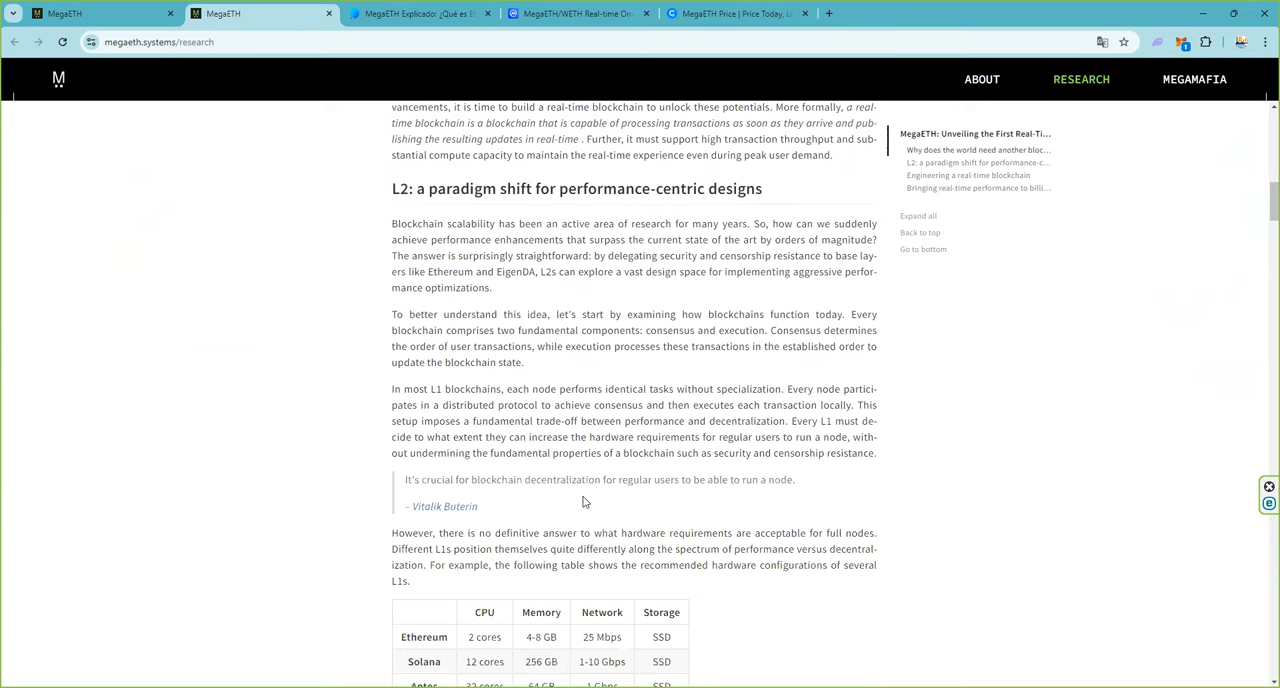 MegaETH
MegaETH
MegaETH Explicado: ¿Qué es E
MegaETH/WETH Real-time On-
MegaETH Price | Price Today, Li
megaeth.systems/research
1
M
ABOUT
RESEARCH
MEGAMAFIA
vancements, it is time to build a real-time blockchain to unlock these potentials. More formally, a real-
time blockchain is a blockchain that is capable of processing transactions as soon as they arrive and pub-
lishing the resulting updates in real-time . Further, it must support high transaction throughput and sub-
stantial compute capacity to maintain the real-time experience even during peak user demand.
L2: a paradigm shift for performance-centric designs
Blockchain scalability has been an active area of research for many years. So, how can we suddenly
achieve performance enhancements that surpass the current state of the art by orders of magnitude?
The answer is surprisingly straightforward: by delegating security and censorship resistance to base lay-
ers like Ethereum and EigenDA, L2s can explore a vast design space for implementing aggressive perfor-
mance optimizations.
To better understand this idea, let's start by examining how blockchains function today. Every
blockchain comprises two fundamental components: consensus and execution. Consensus determines
the order of user transactions, while execution processes these transactions in the established order to
update the blockchain state.
In most L1 blockchains, each node performs identical tasks without specialization. Every node partici-
pates in a distributed protocol to achieve consensus and then executes each transaction locally. This
setup imposes a fundamental trade-off between performance and decentralization. Every L1 must de-
cide to what extent they can increase the hardware requirements for regular users to run a node, with-
out undermining the fundamental properties of a blockchain such as security and censorship resistance.
It's crucial for blockchain decentralization for regular users to be able to run a node.
– Vitalik Buterin
However, there is no definitive answer to what hardware requirements are acceptable for full nodes.
Different L1s position themselves quite differently along the spectrum of performance versus decentral-
ization. For example, the following table shows the recommended hardware configurations of several
L1s.
CPU Memory Network Storage
Ethereum 2 cores 4-8 GB 25 Mbps SSD
Solana 12 cores 256 GB 1-10 Gbps SSD
Aptos 32 cores 64 GB 1 Gbps SSD
MegaETH: Unveiling the First Real-Ti...
Why does the world need another bloc...
L2: a paradigm shift for performance-c...
Engineering a real-time blockchain
Bringing real-time performance to billi...
Expand all
Back to top
Go to bottom